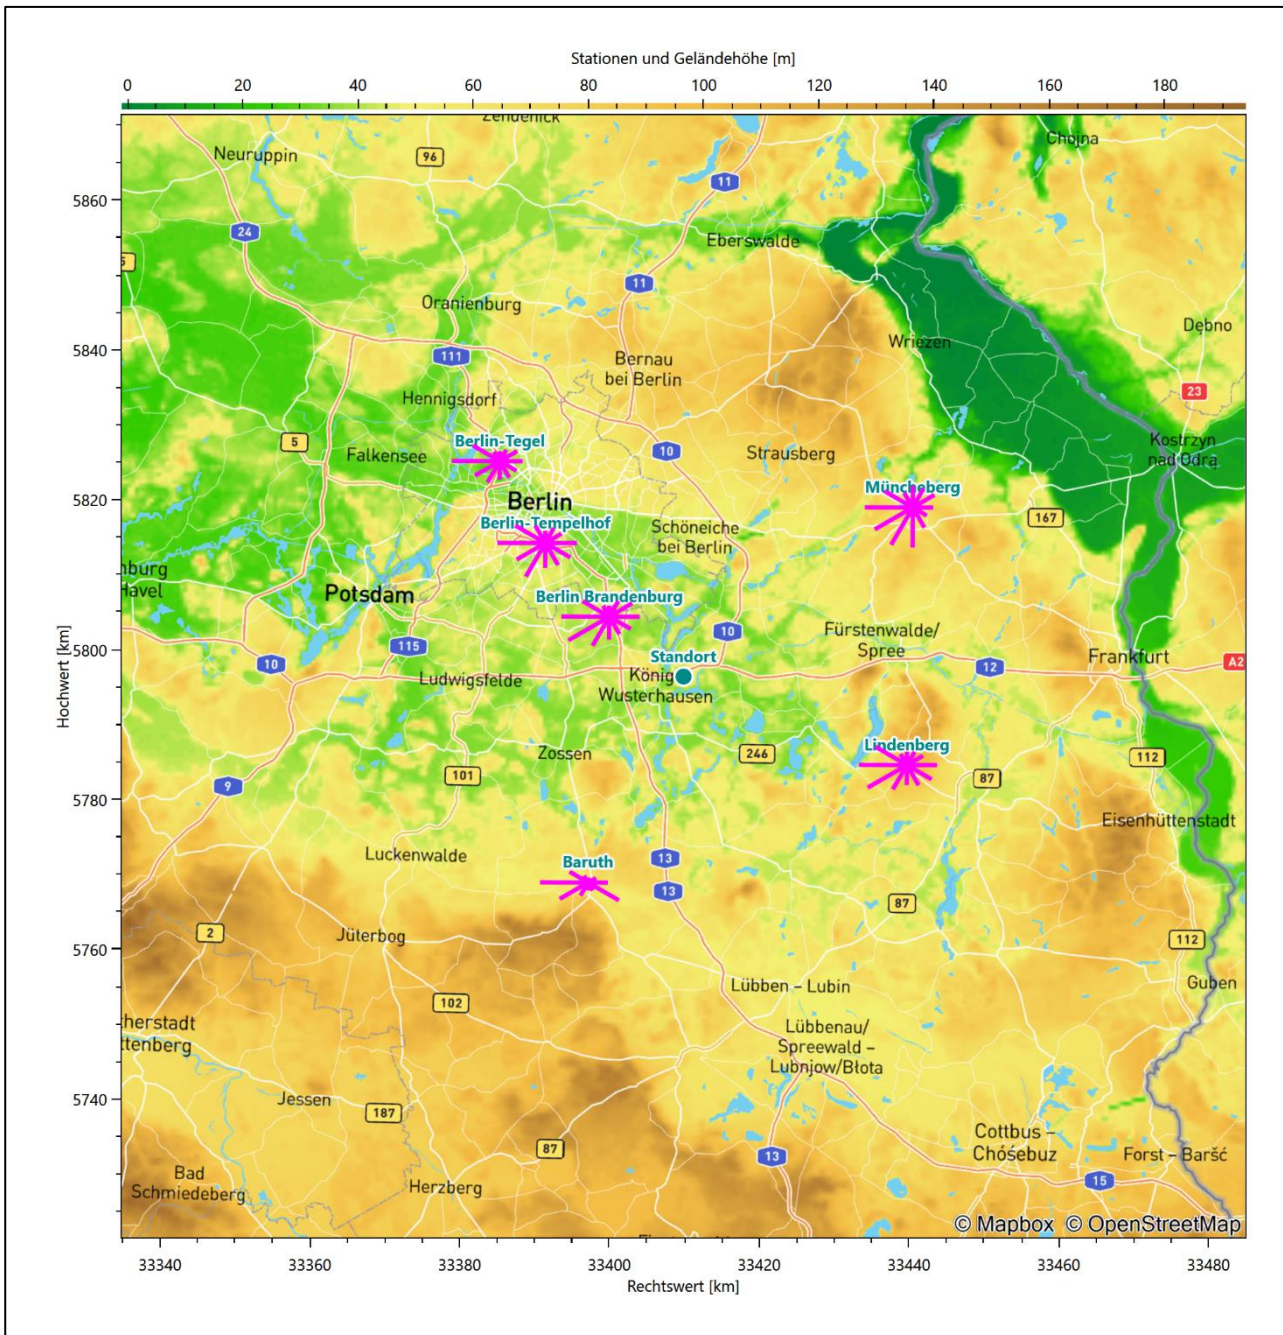 Stationen und Geländehöhe [m]
0 20 40 60 80 100 120 140 160 180
Zehdenick
Chojna
Neuruppin
96
11
5860
24
Eberswalde
5
11
Oranienburg
Dębno
Wriezen
5840
111
Bernau
bei Berlin
23
Hennigsdorf
5
Berlin-Tegel
Kostrzyn
nad Odrą
10
Strausberg
Falkensee
Müncheberg
5820
Berlin
167
Berlin-Tempelhof
Schöneiche
bei Berlin
nburg
Havel
Potsdam
Berlin Brandenburg
10
Fürstenwalde/
Spree
115
5800
Standort
Frankfurt
10
12
A2
Ludwigsfelde
König
Wusterhausen
Hochwert [km]
Lindenberg
Zossen
246
112
101
87
9
5780
Eisenhüttenstadt
Luckenwalde
13
Baruth
13
87
2
Jüterbog
112
5760
Guben
Lübben – Lubin
102
cherstadt
ttenberg
Lübbenau/
Spreewald –
Lubnjow/Błota
5740
Jessen
187
Cottbus –
Chóśebuz
87
13
Forst – Baršć
Bad
Schmiedeberg
Herzberg
15
© Mapbox © OpenStreetMap
33340 33360 33380 33400 33420 33440 33460 33480
Rechtswert [km]